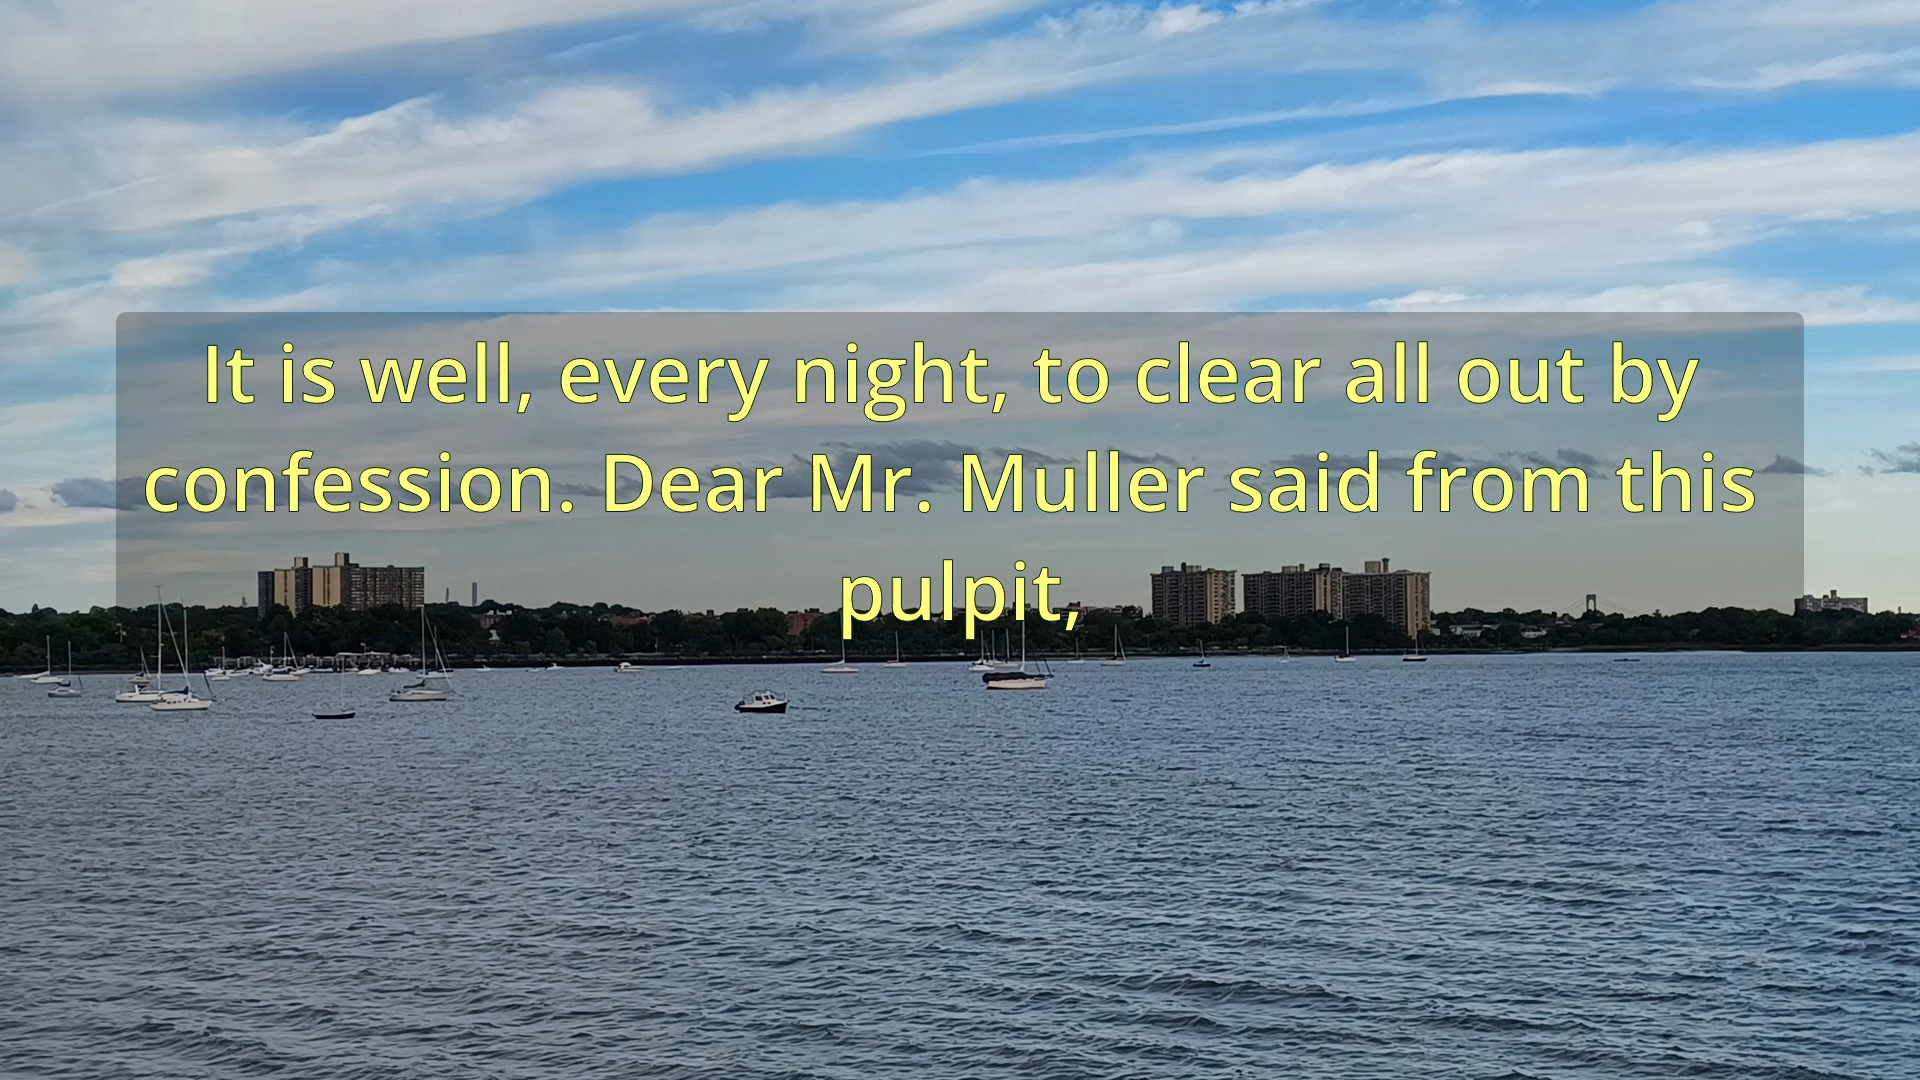 It is well, every night, to clear all out by
confession. Dear Mr. Muller said from this
pulpit,